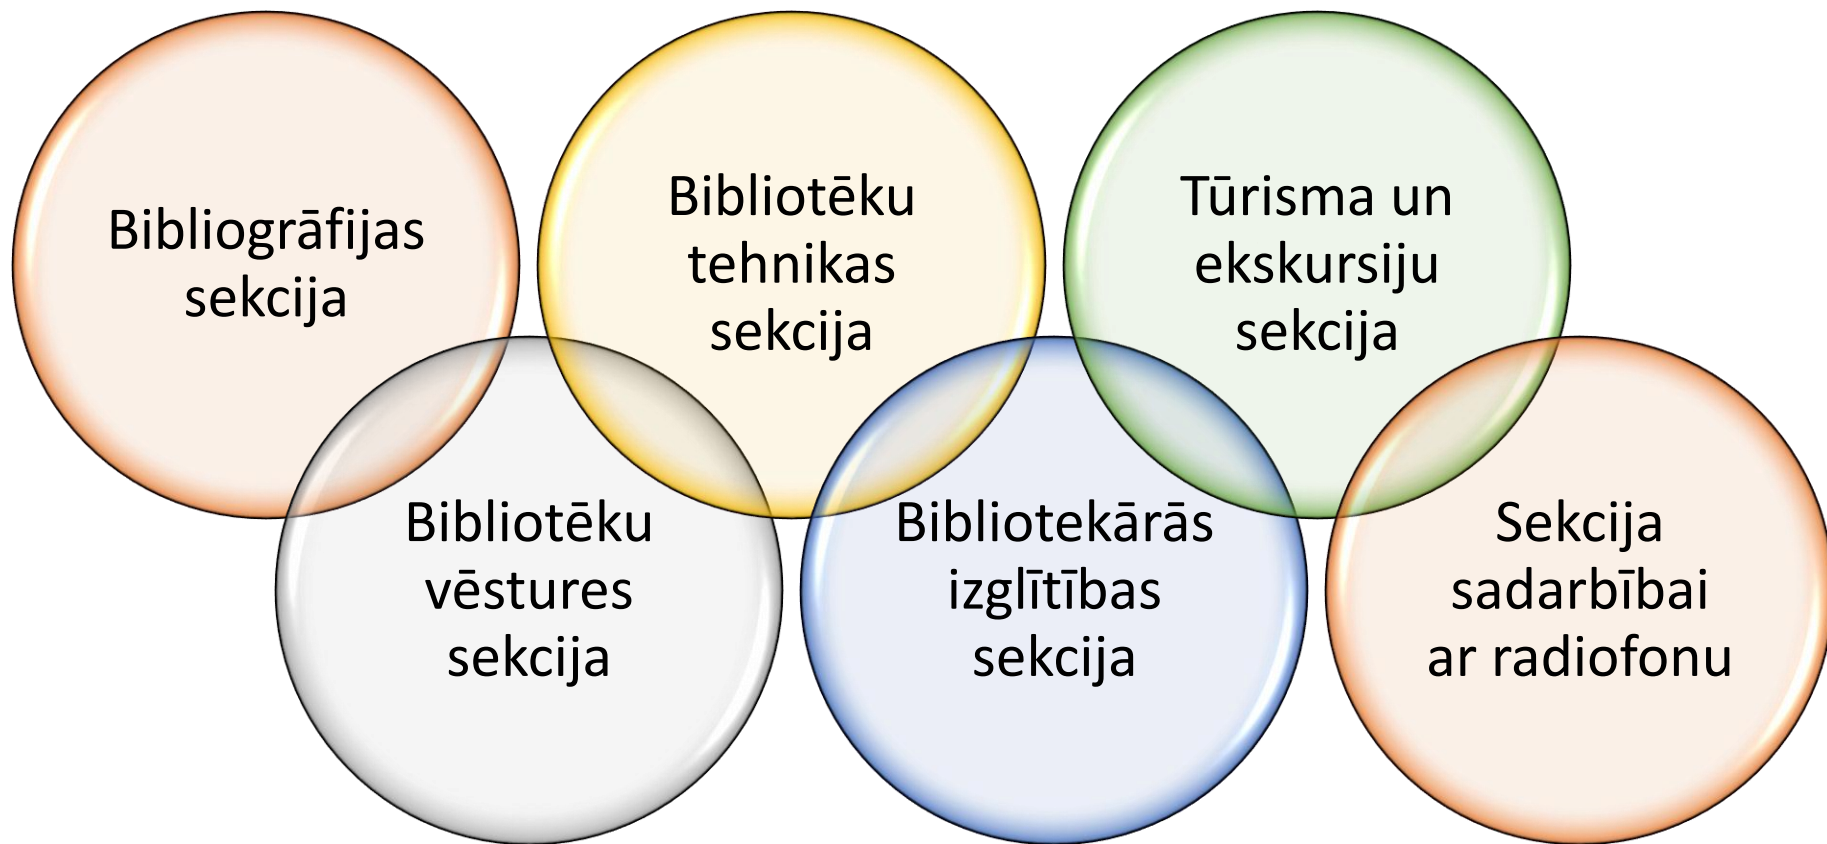 Bibliogrāfijas
sekcija
Bibliotēku
vēstures
sekcija
Bibliotēku
tehnikas
sekcija
Bibliotekārās
izglītības
sekcija
Tūrisma un
ekskursiju
sekcija
Sekcija
sadarbībai
ar radiofonu